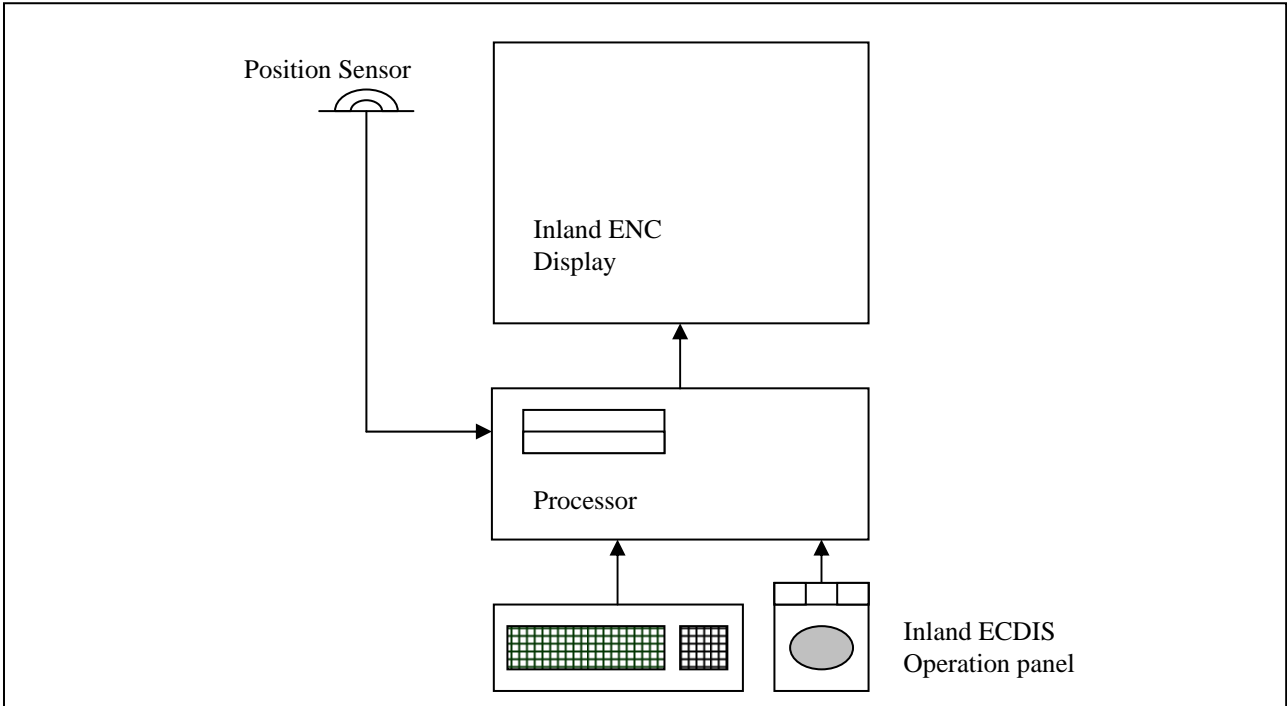 Position Sensor
Inland ENC
Display
Processor
Inland ECDIS
Operation panel